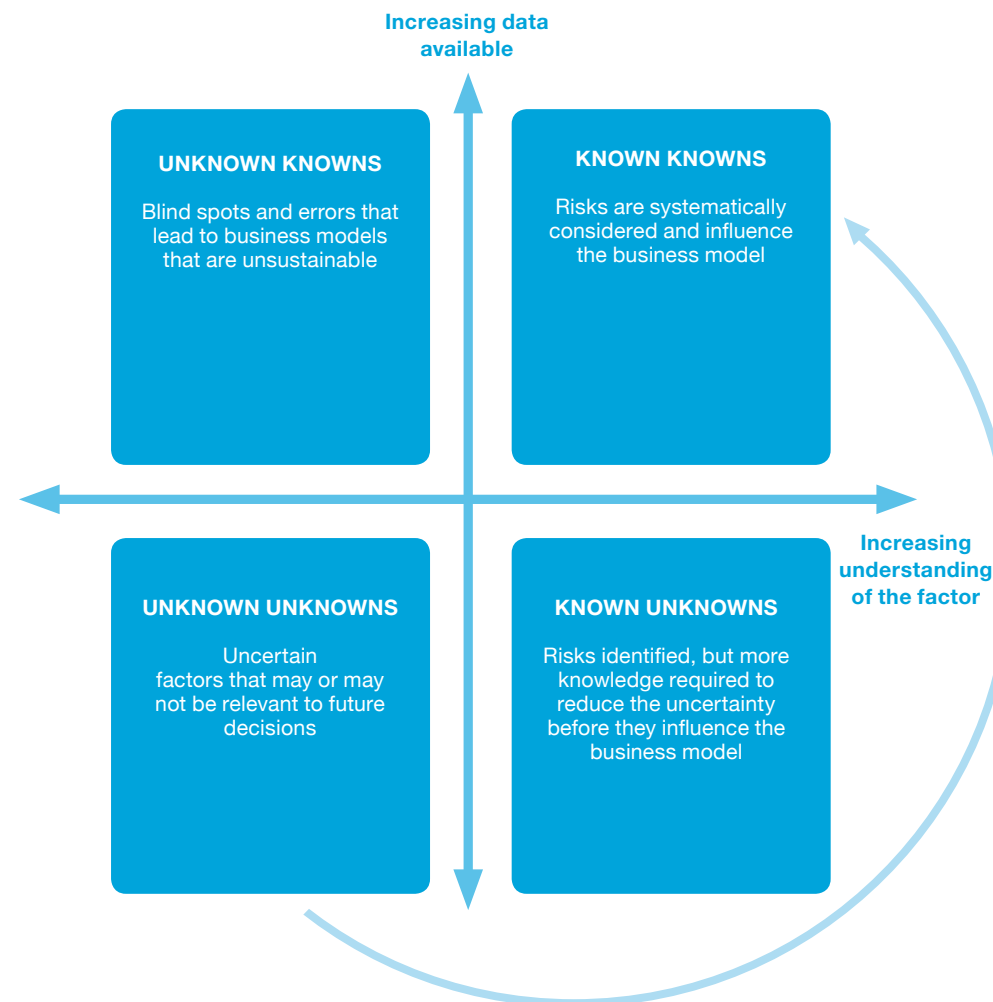 Increasing data
available
UNKNOWN KNOWNS
Blind spots and errors that
lead to business models
that are unsustainable
KNOWN KNOWNS
Risks are systematically
considered and influence
the business model
Increasing
understanding
of the factor
UNKNOWN UNKNOWNS
Uncertain
factors that may or may
not be relevant to future
decisions
KNOWN UNKNOWNS
Risks identified, but more
knowledge required to
reduce the uncertainty
before they influence the
business model